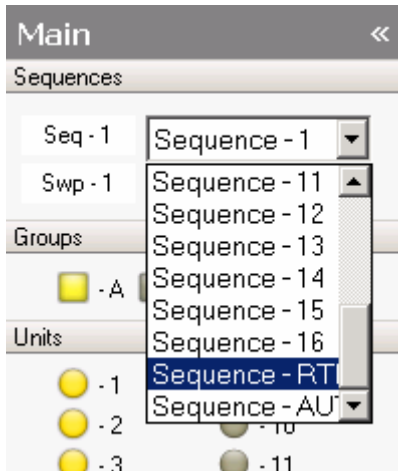 Main «
Sequences
Seq - 1 Sequence - 1
Swp - 1
Sequence - 11
Sequence - 12
Sequence - 13
Groups
Sequence - 14
- A
Sequence - 15
Sequence - 16
Units
Sequence - RT
- 1
Sequence - AU
- 2 - 10
- 3 - 11